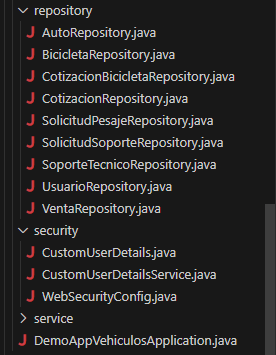 repository
AutoRepository.java
BicicletaRepository.java
CotizacionBicicletaRepository.java
CotizacionRepository.java
SolicitudPesajeRepository.java
SolicitudSoporteRepository.java
SoporteTecnicoRepository.java
UsuarioRepository.java
VentaRepository.java
security
CustomUserDetails.java
CustomUserDetailsService.java
WebSecurityConfig.java
service
DemoAppVehiculosApplication.java